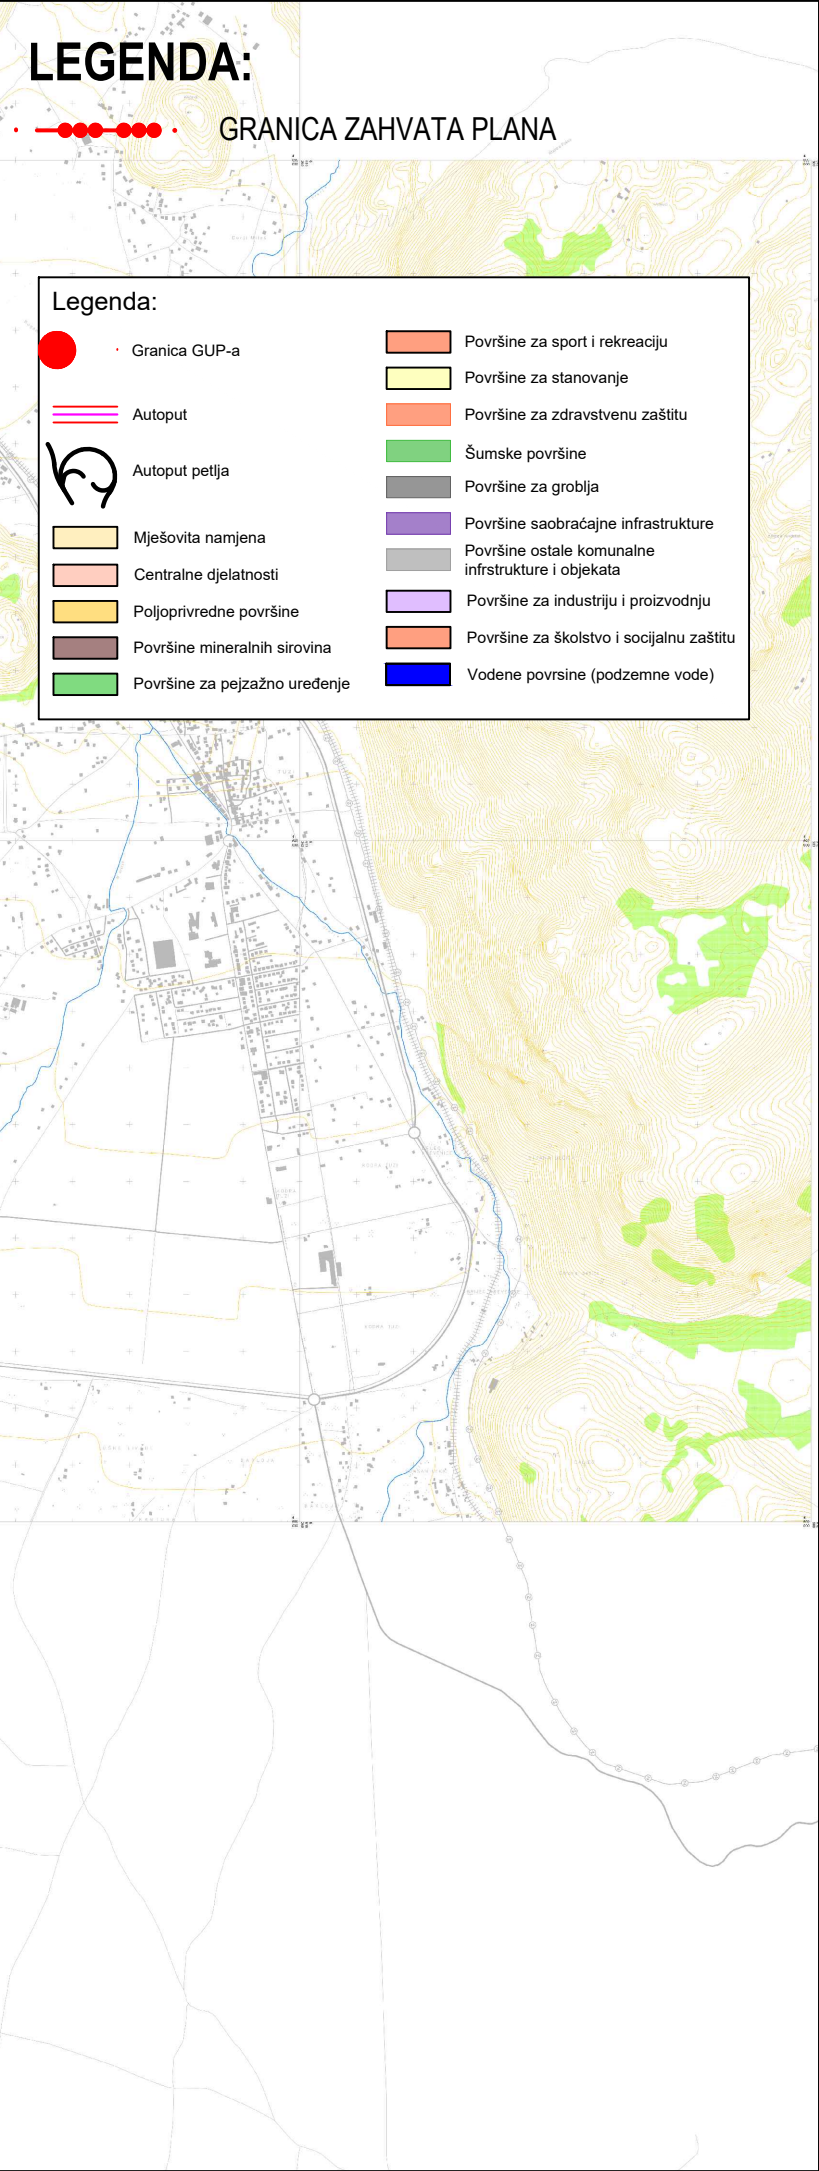 LEGENDA:
GRANICA ZAHVATA PLANA
Legenda:
Granica GUP-a
Autoput
Autoput petlja
Mješovita namjena
Centralne djelatnosti
Poljoprivredne površine
Površine mineralnih sirovina
Površine za pejzažno uređenje
Površine za sport i rekreaciju
Površine za stanovanje
Površine za zdravstvenu zaštitu
Šumske površine
Površine za groblja
Površine saobraćajne infrastrukture
Površine ostale komunalne
infrstrukture i objekata
Površine za industriju i proizvodnju
Površine za školstvo i socijalnu zaštitu
Vodene povrsine (podzemne vode)